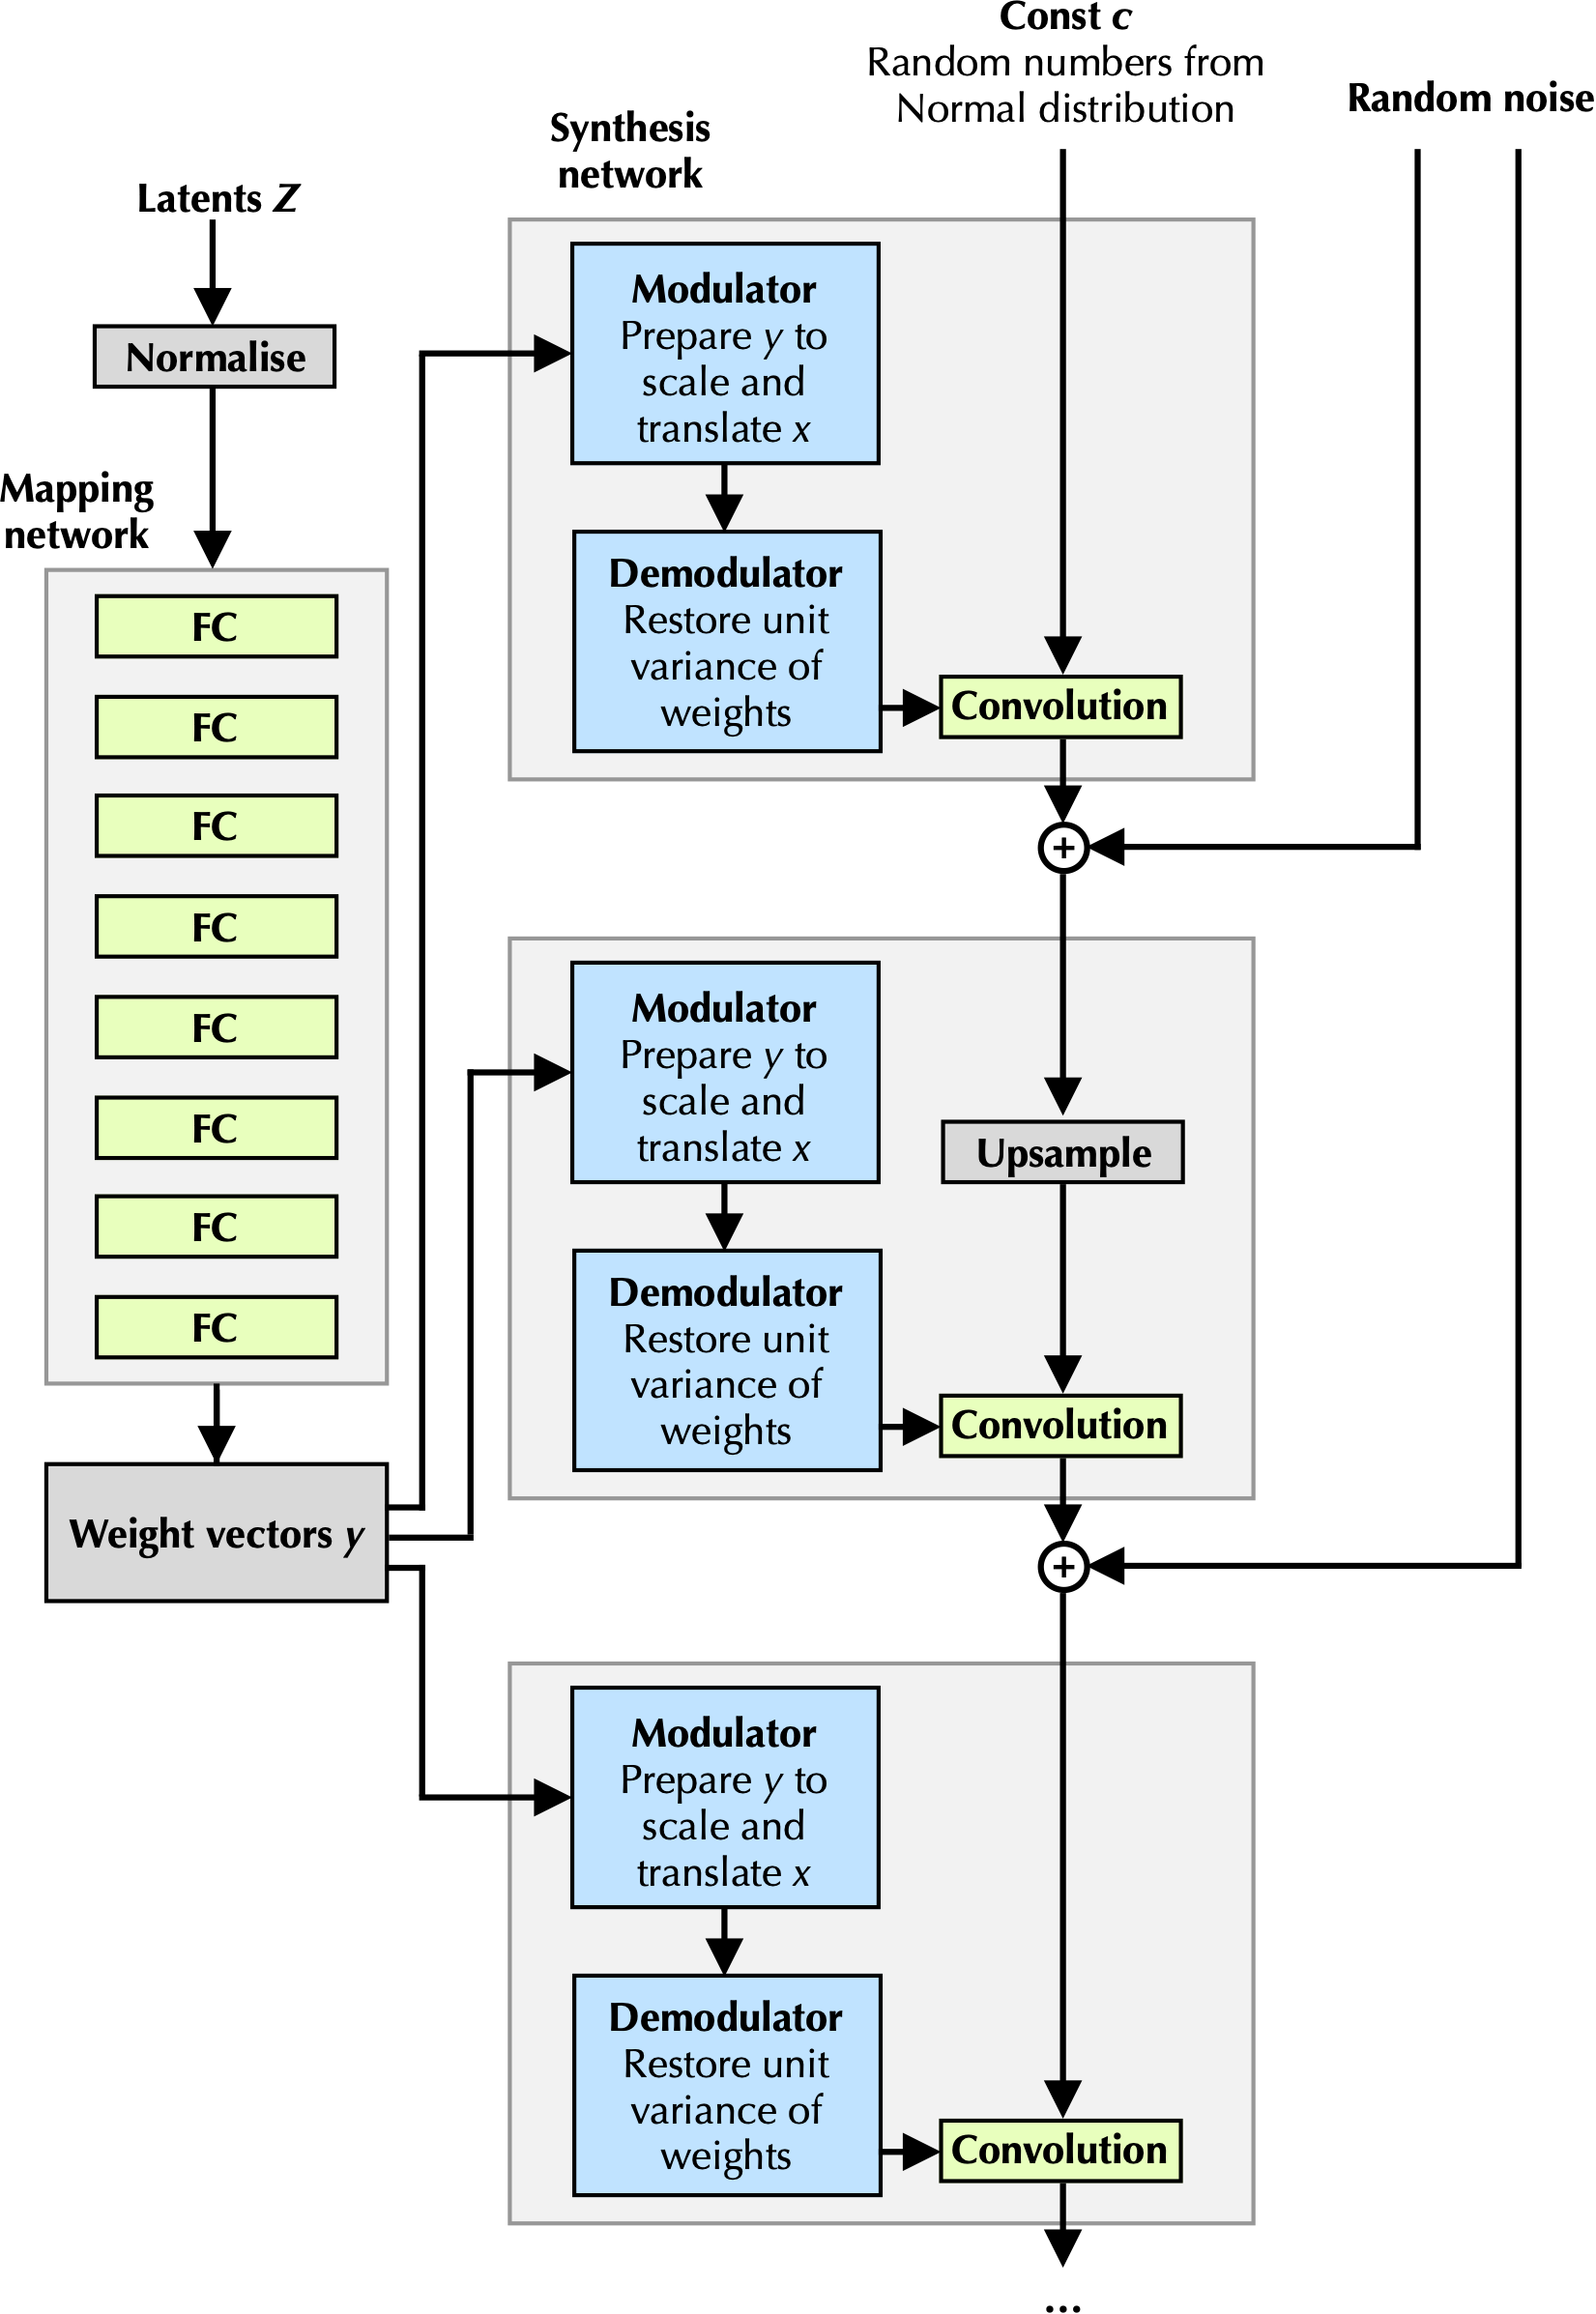 Const c
Random numbers from
Normal distribution
Random noise
Synthesis
network
Latents Z
Normalise
Mapping
network
FC
FC
FC
FC
FC
FC
FC
FC
Weight vectors y
Modulator
Prepare y to
scale and
translate x
Demodulator
Restore unit
variance of
weights
Convolution
+
Modulator
Prepare y to
scale and
translate x
Upsample
Demodulator
Restore unit
variance of
weights
Convolution
+
Modulator
Prepare y to
scale and
translate x
Demodulator
Restore unit
variance of
weights
Convolution
...